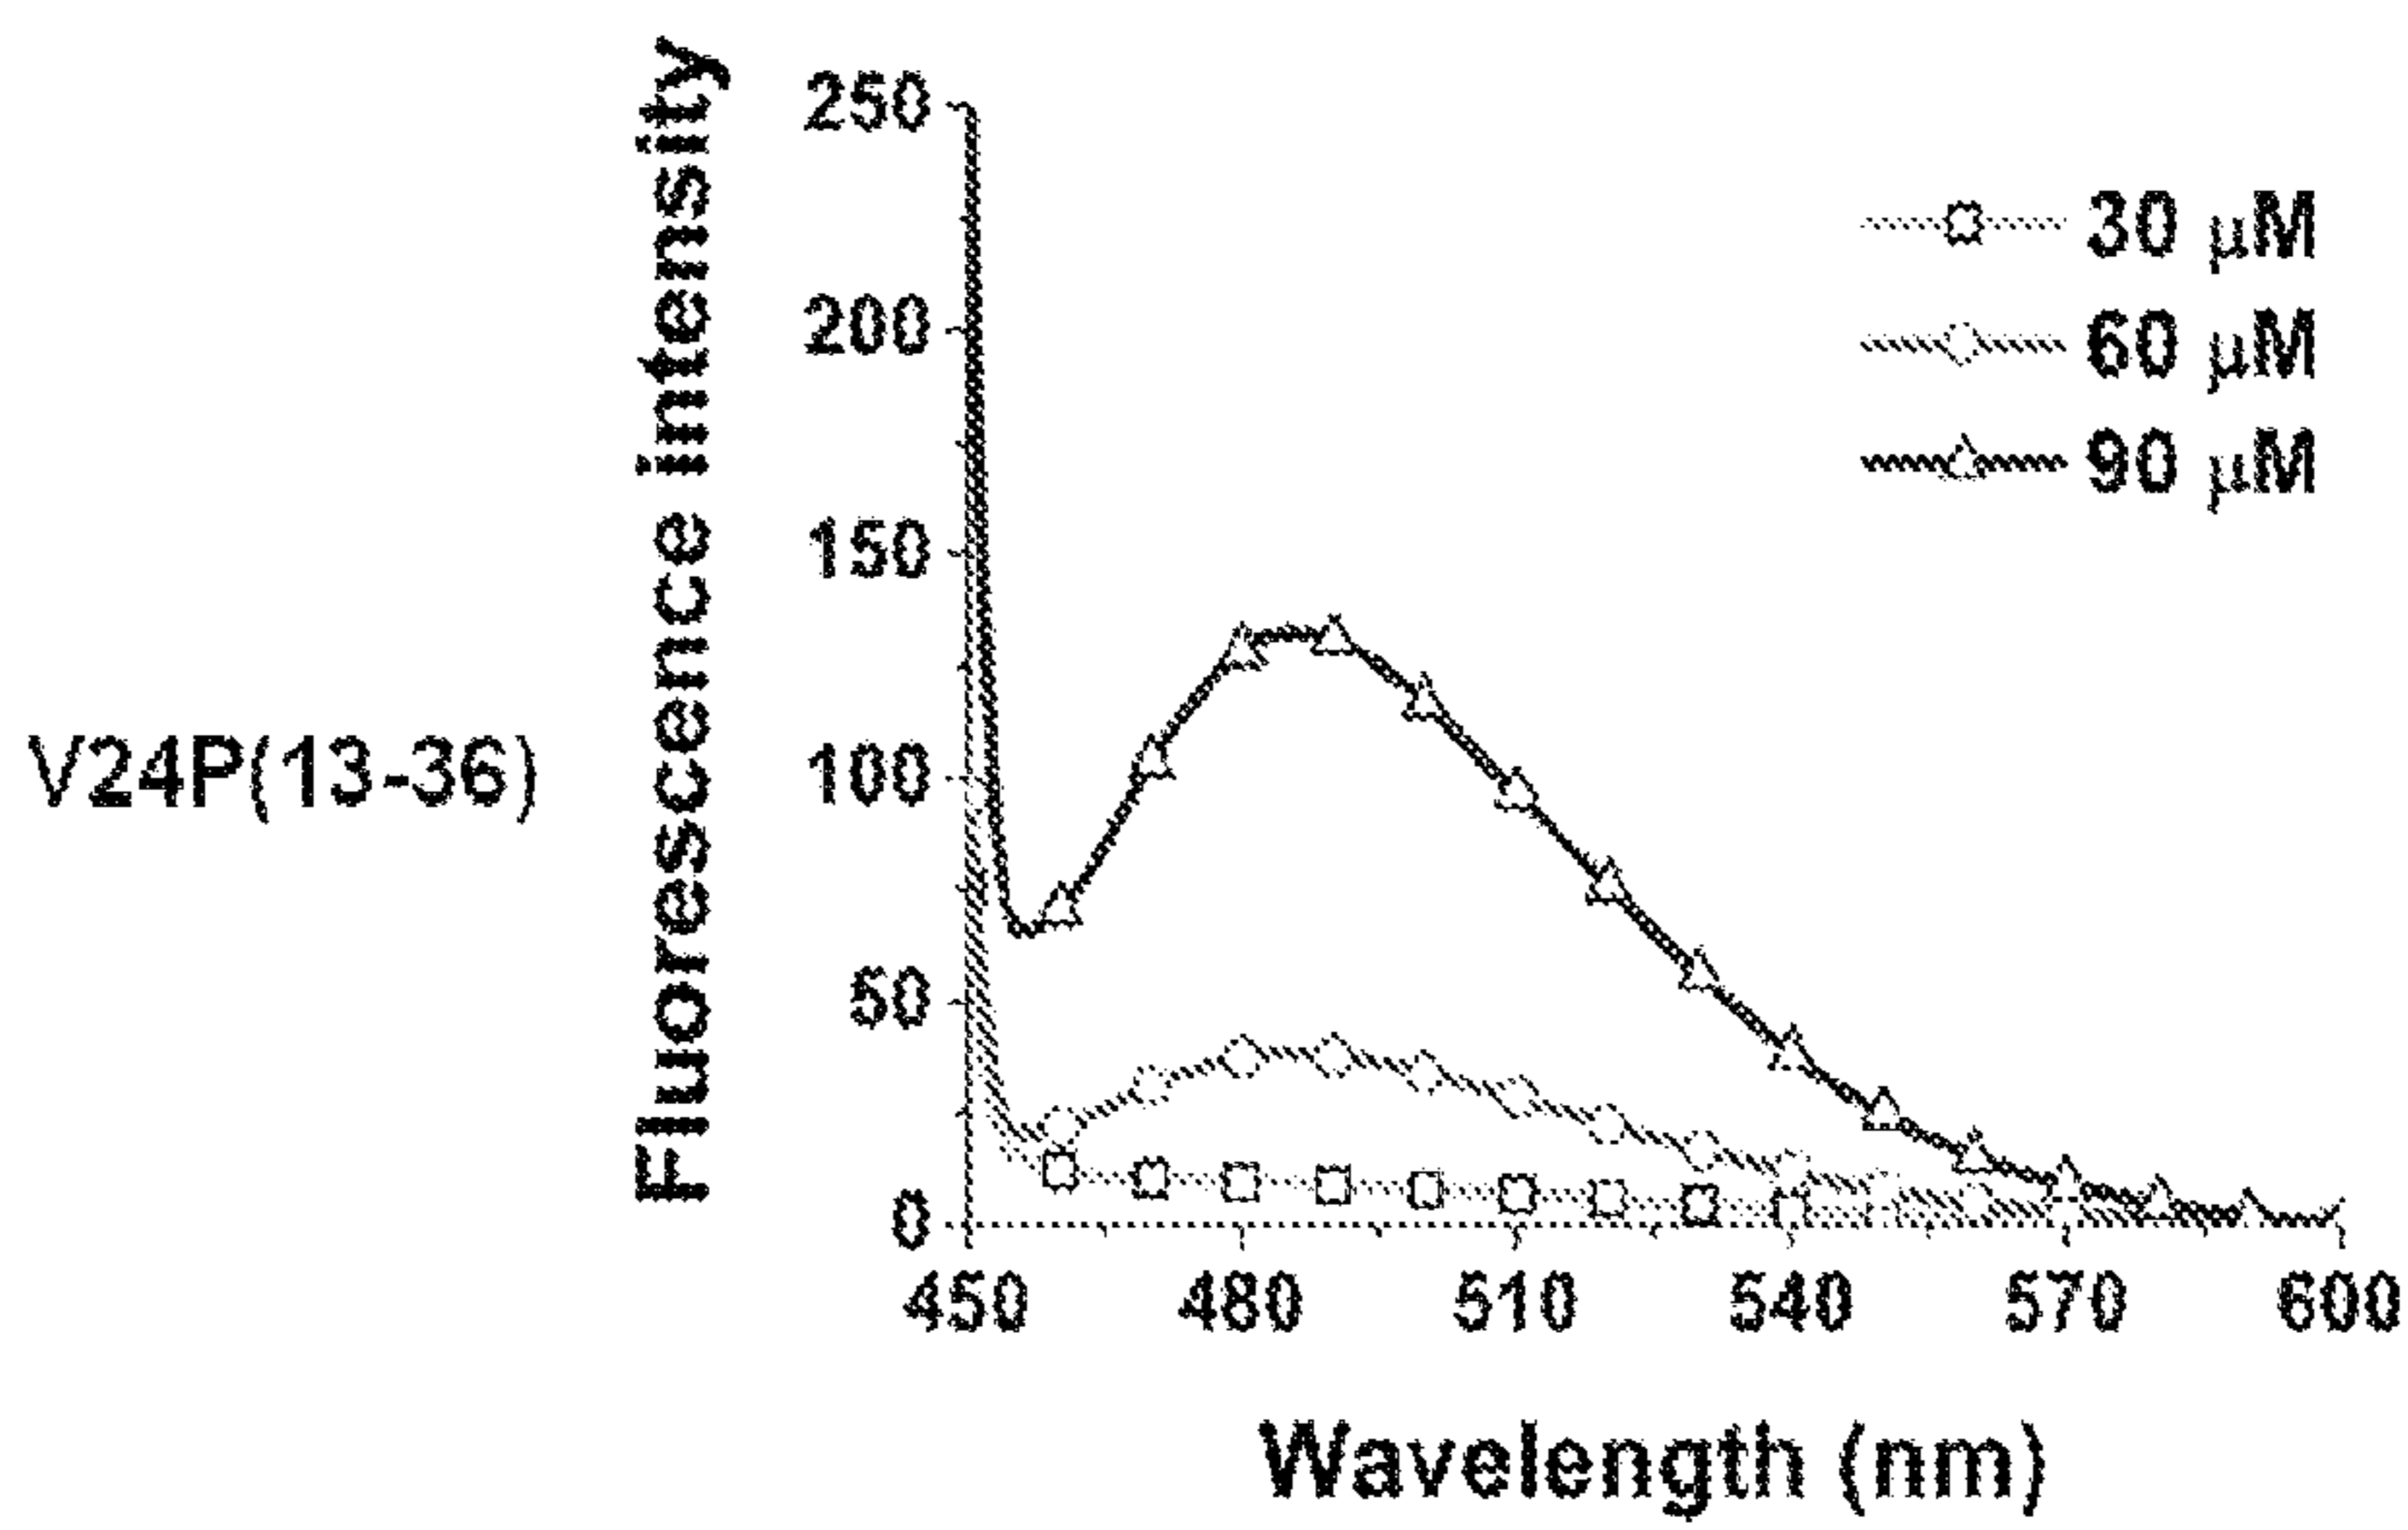 V24P(13-36)
Fluorescence intensity
250
200
150
100
50
0
30 µM
60 µM
90 µM
450 480 510 540 570 600
Wavelength (nm)